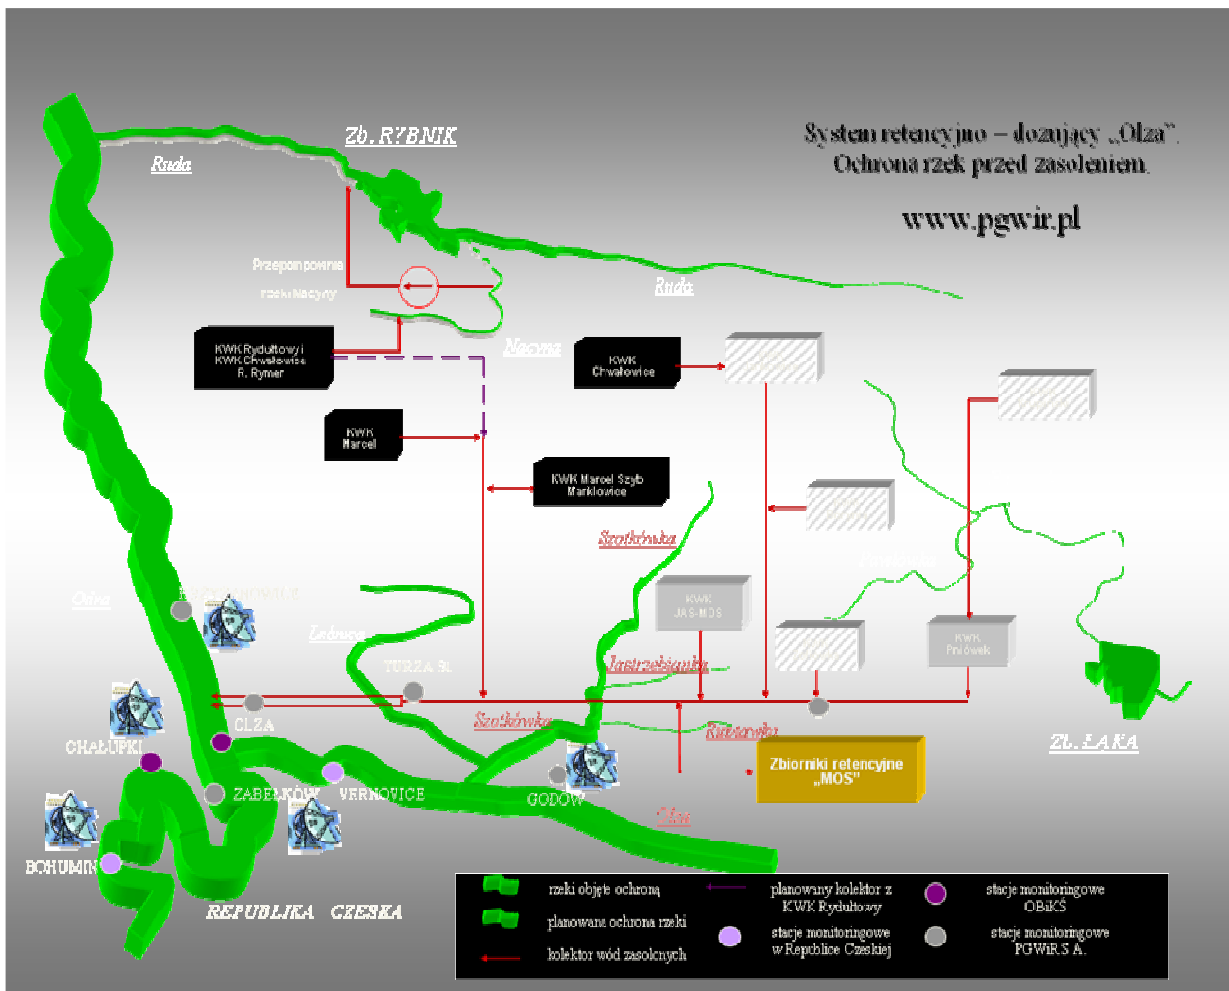 System retencyjno – dozujący „Olza”.
Ochrona rzek przed zasoleniem.
www.pgwir.pl
Zb. RYBNIK
Ruda
Ruda
Przepompownia
rzeki Nacyny
Nacyna
KWK Rydułtowy i
KWK Chwałowice
R. Rymer
KWK
Chwałowice
KWK
Marcel
KWK Marcel Szyb
Marklowice
Szotkówka
Odra
KWK
JAS-MOS
KWK
Pniówek
Leśnica
TURZA Śl.
Jastrzębianka
Szotkówka
Ruptawka
OLZA
Zb. ŁĄKA
CHAŁUPKI
Zbiorniki retencyjne
„MOS”
ZABEŁKÓW
VERNOVICE
GODÓW
Olza
BOHUMIN
REPUBLIKA CZESKA
rzeki objęte ochroną
planowana ochrona rzeki
kolektor wód zasolonych
planowany kolektor z
KWK Rydułtowy
stacje monitoringowe
w Republice Czeskiej
stacje monitoringowe
OBiKŚ
stacje monitoringowe
PGWiR S.A.